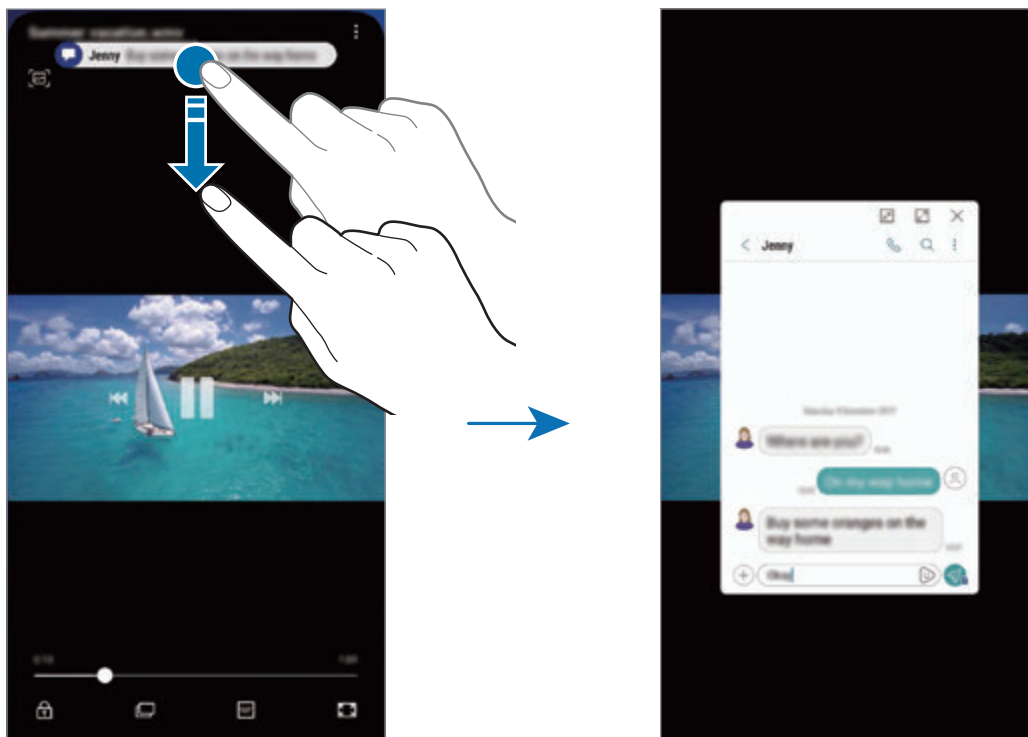 Summer vacation.wmv
Jenny Buy some oranges on the way home
Jenny
Where are you?
On my way home
Buy some oranges on the
way home
Okay